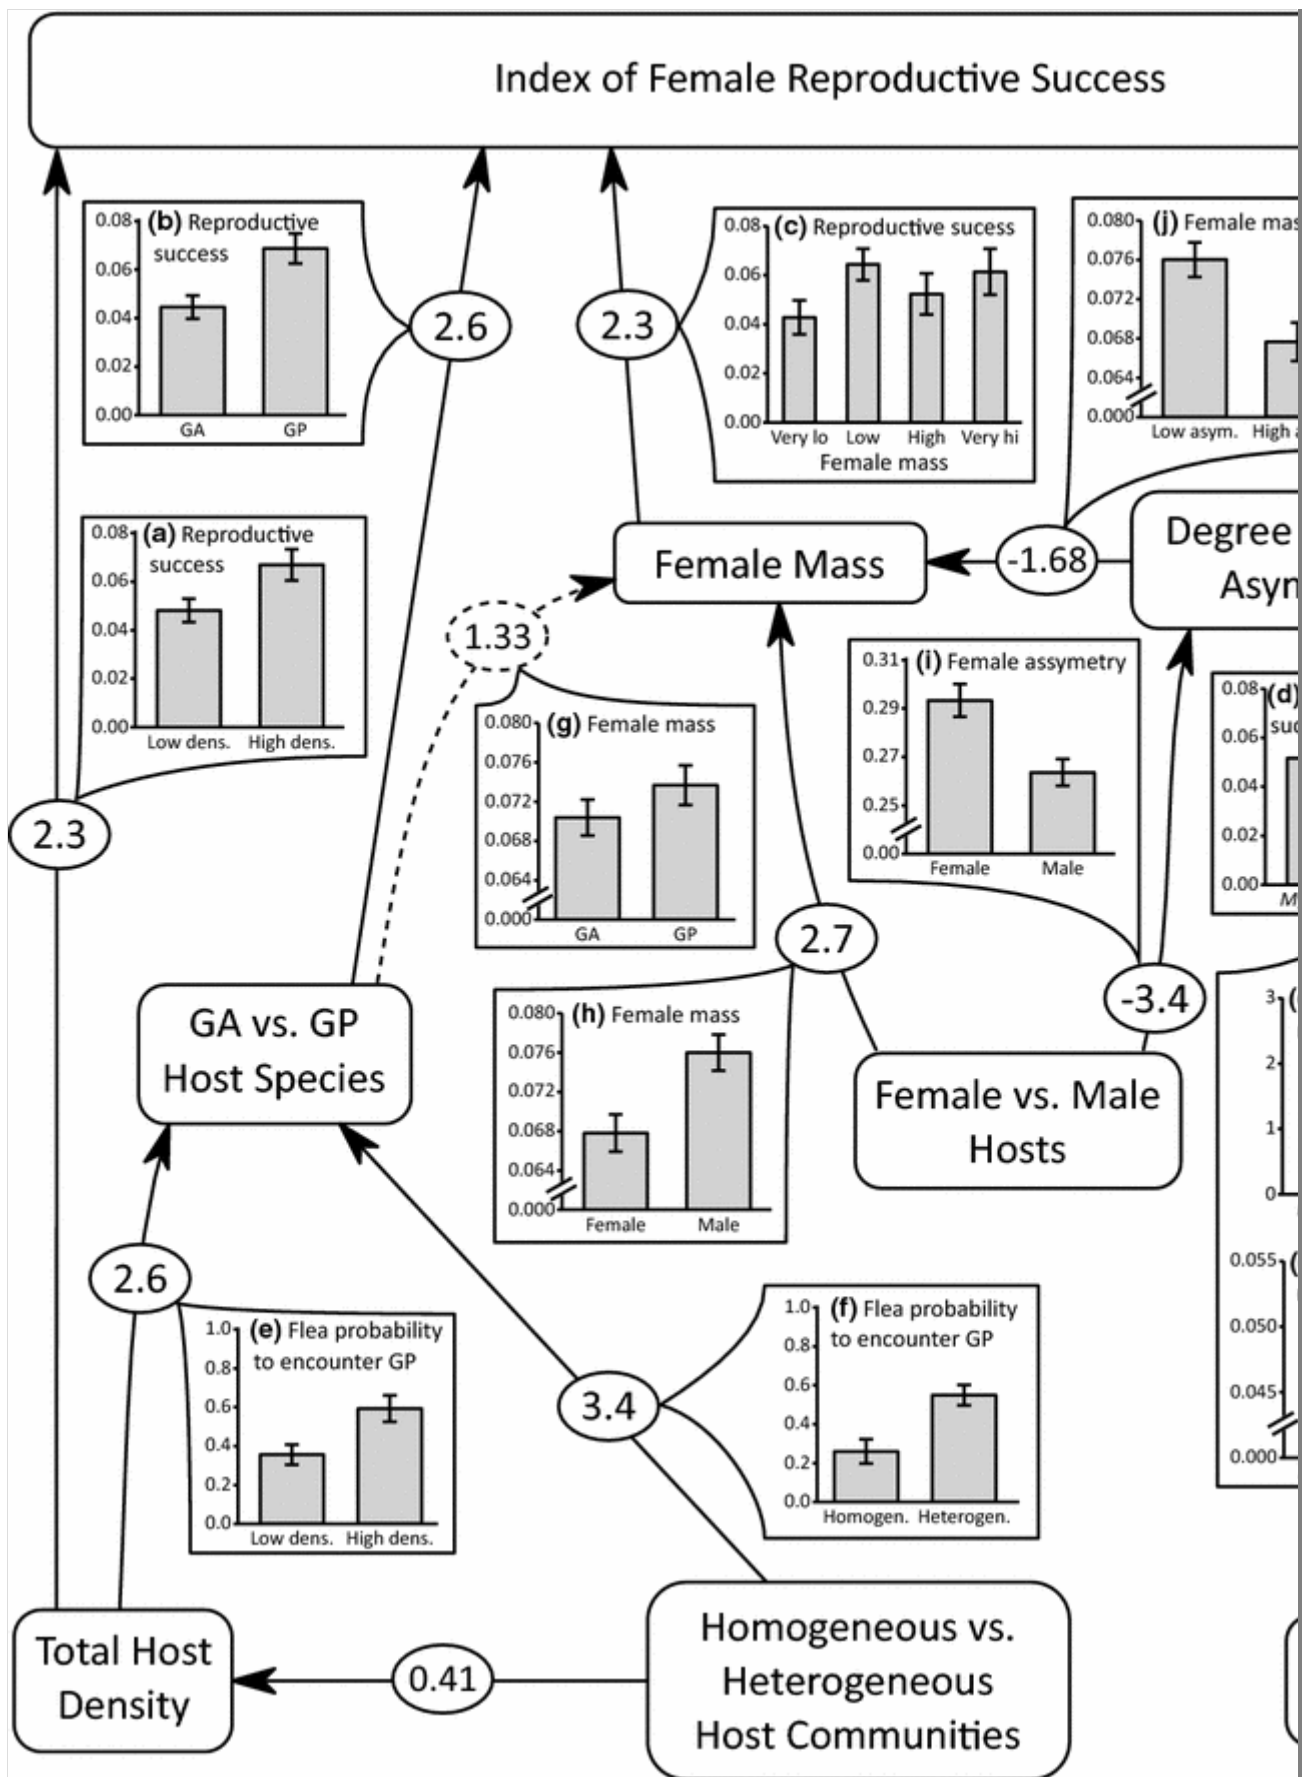 Index of Female Reproductive Success
(b) Reproductive
success
0.08
0.06
0.04
0.02
0.00
GA GP
2.6
2.3
(c) Reproductive sucess
0.08
0.06
0.04
0.02
0.00
Very lo Low High Very hi
Female mass
(j) Female mas
0.080
0.076
0.072
0.068
0.064
0.000
Low asym. High
(a) Reproductive
success
0.08
0.06
0.04
0.02
0.00
Low dens. High dens.
2.3
Female Mass
-1.68
Degree
Asyn
1.33
(g) Female mass
0.080
0.076
0.072
0.068
0.064
0.000
GA GP
(i) Female assymetry
0.31
0.29
0.27
0.25
0.00
Female Male
(d)
suc
0.08
0.06
0.04
0.02
0.00
M
2.7
-3.4
GA vs. GP
Host Species
(h) Female mass
0.080
0.076
0.072
0.068
0.064
0.000
Female Male
Female vs. Male
Hosts
3
2
1
0
0.055
0.050
0.045
0.000
2.6
(e) Flea probability
to encounter GP
1.0
0.8
0.6
0.4
0.2
0.0
Low dens. High dens.
3.4
(f) Flea probability
to encounter GP
1.0
0.8
0.6
0.4
0.2
0.0
Homogen. Heterogen.
Total Host
Density
0.41
Homogeneous vs.
Heterogeneous
Host Communities